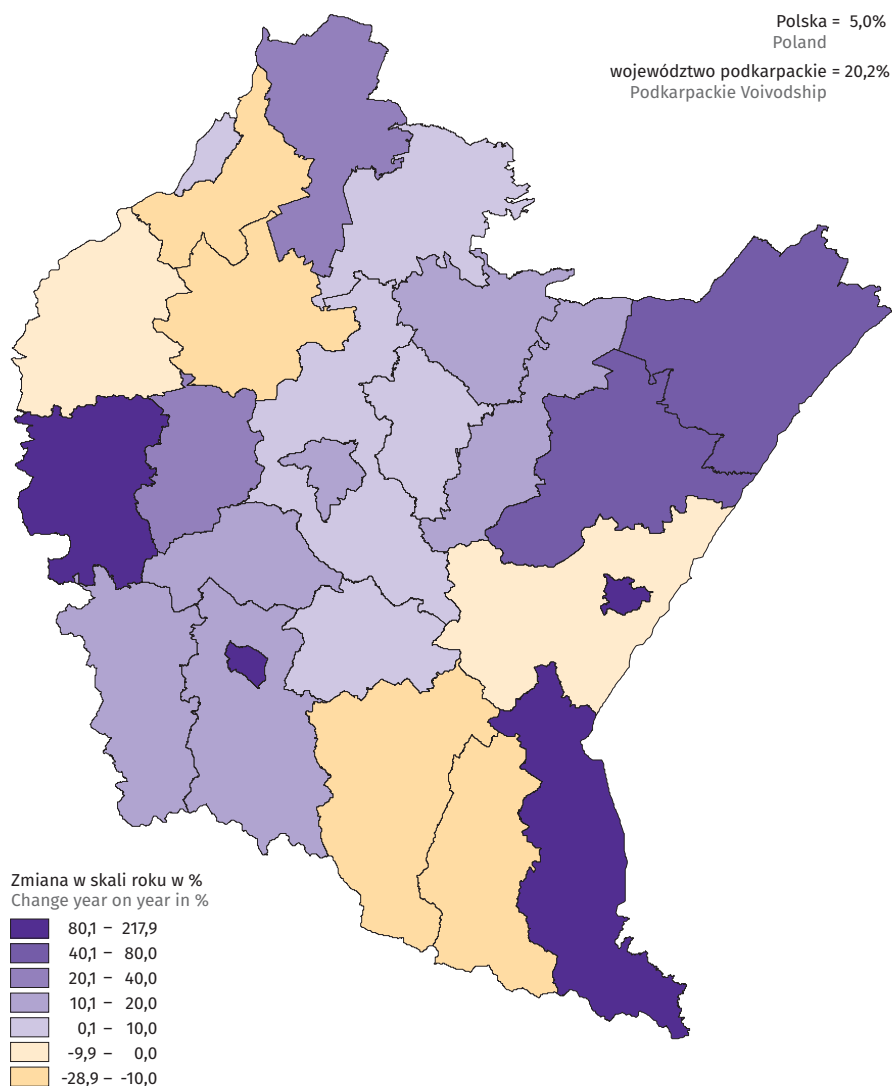 Polska = 5,0%
Poland
województwo podkarpackie = 20,2%
Podkarpackie Voivodship
Zmiana w skali roku w %
Change year on year in %
80,1 – 217,9
40,1 – 80,0
20,1 – 40,0
10,1 – 20,0
0,1 – 10,0
-9,9 – 0,0
-28,9 – -10,0